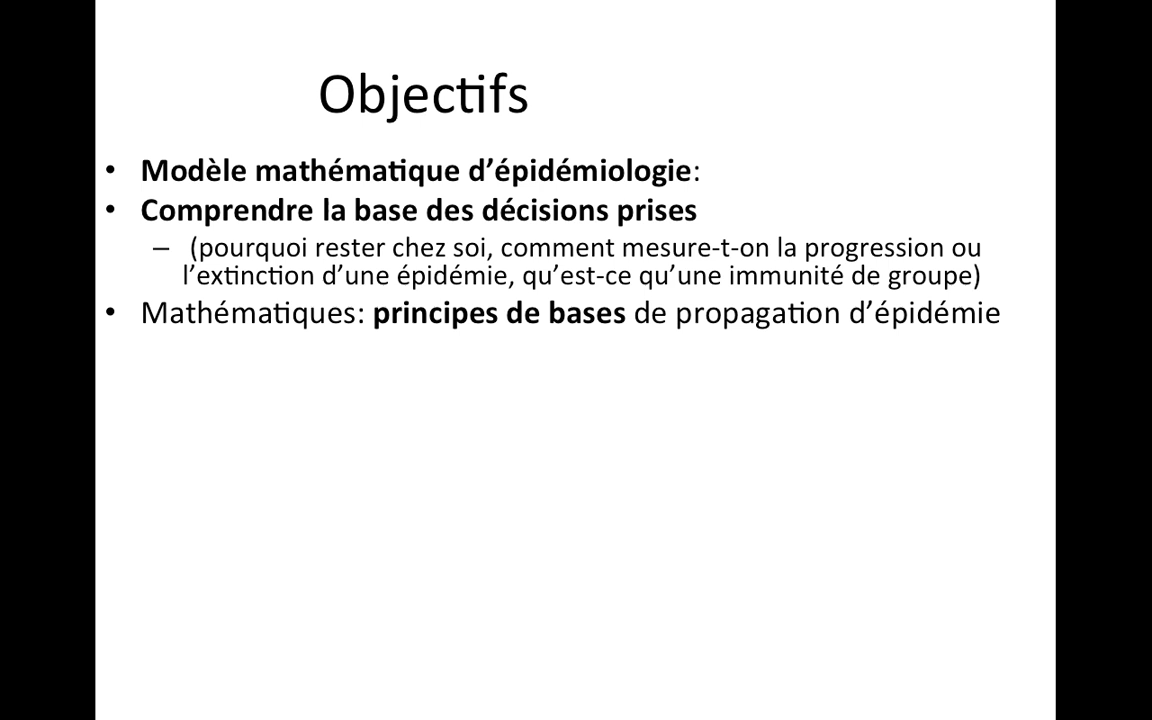 Objectifs
• Modèle mathématique d’épidémiologie:
• Comprendre la base des décisions prises
– (pourquoi rester chez soi, comment mesure-t-on la progression ou
l’extinction d’une épidémie, qu’est-ce qu’une immunité de groupe)
• Mathématiques: principes de bases de propagation d’épidémie